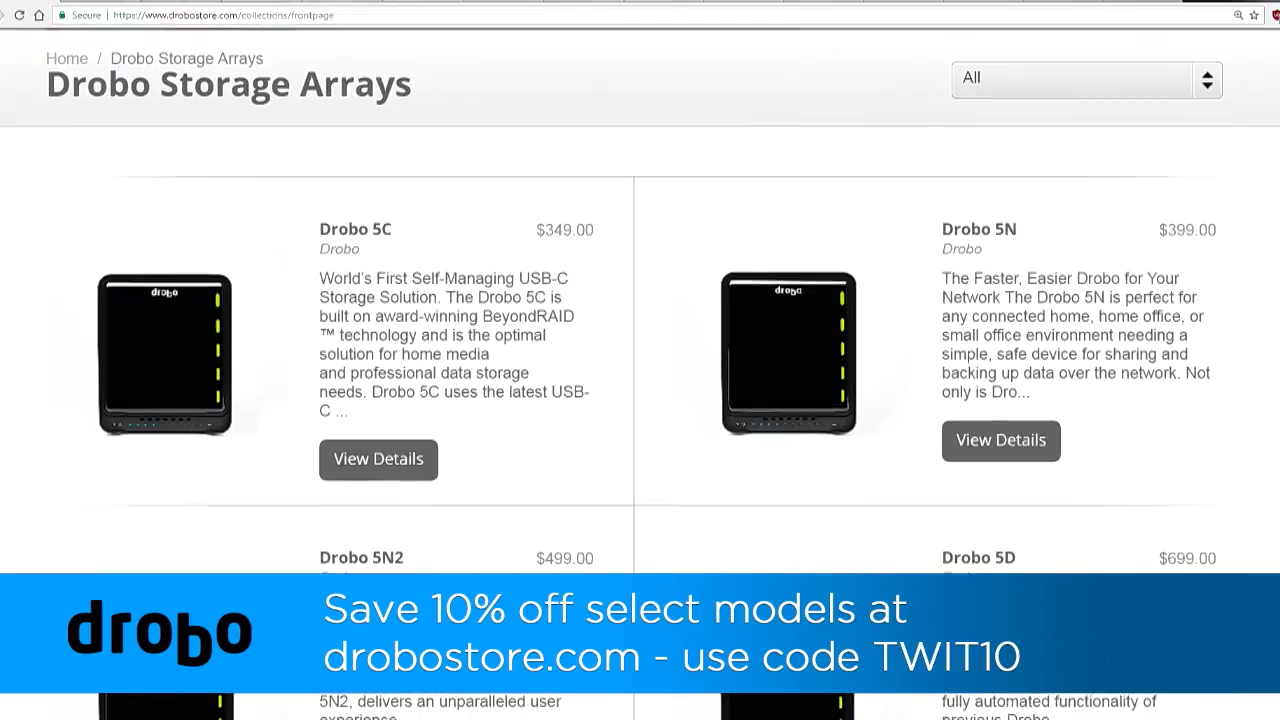 Secure
https://www.drobostore.com/collections/frontpage
Home / Drobo Storage Arrays
Drobo Storage Arrays
All
Drobo 5C
$349.00
Drobo
World's First Self-Managing USB-C
Storage Solution. The Drobo 5C is
built on award-winning BeyondRAID
™ technology and is the optimal
solution for home media
and professional data storage
needs. Drobo 5C uses the latest USB-
C ...
View Details
drobo
Drobo 5N
$399.00
Drobo
The Faster, Easier Drobo for Your
Network The Drobo 5N is perfect for
any connected home, home office, or
small office environment needing a
simple, safe device for sharing and
backing up data over the network. Not
only is Dro...
View Details
drobo
Drobo 5N2
$499.00
Drobo 5D
$699.00
drobo
Save 10% off select models at
drobostore.com - use code TWIT10
5N2, delivers an unparalleled user
experience
fully automated functionality of
previous Drobo